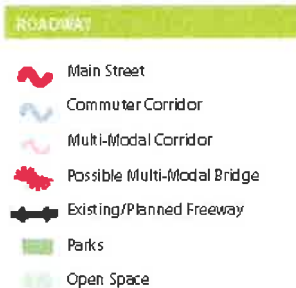 ROADWAY
Main Street
Commuter Corridor
Multi-Modal Corridor
Possible Multi-Modal Bridge
Existing/Planned Freeway
Parks
Open Space